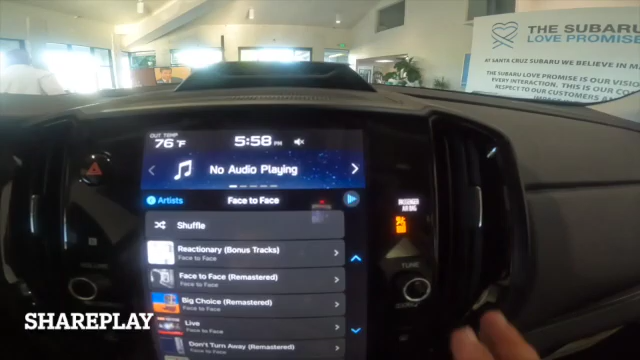 THE SUBARU
LOVE PROMISE
AT SANTA CRUZ SUBARU WE BELIEVE IN M
THE SUBARU LOVE PROMISE IS OUR VISION
EVERY INTERACTION. THIS IS OUR CO
RESPECT TO OUR CUSTOMERS A
OUT TEMP
76°F
5:58 PM
No Audio Playing
Artists
Face to Face
Shuffle
Reactionary (Bonus Tracks)
Face to Face
Face to Face (Remastered)
Face to Face
Big Choice (Remastered)
Face to Face
Live
Face to Face
Don't Turn Away (Remastered)
PASSENGER
AIR BAG
TUNE
VOLUME
SHAREPLAY